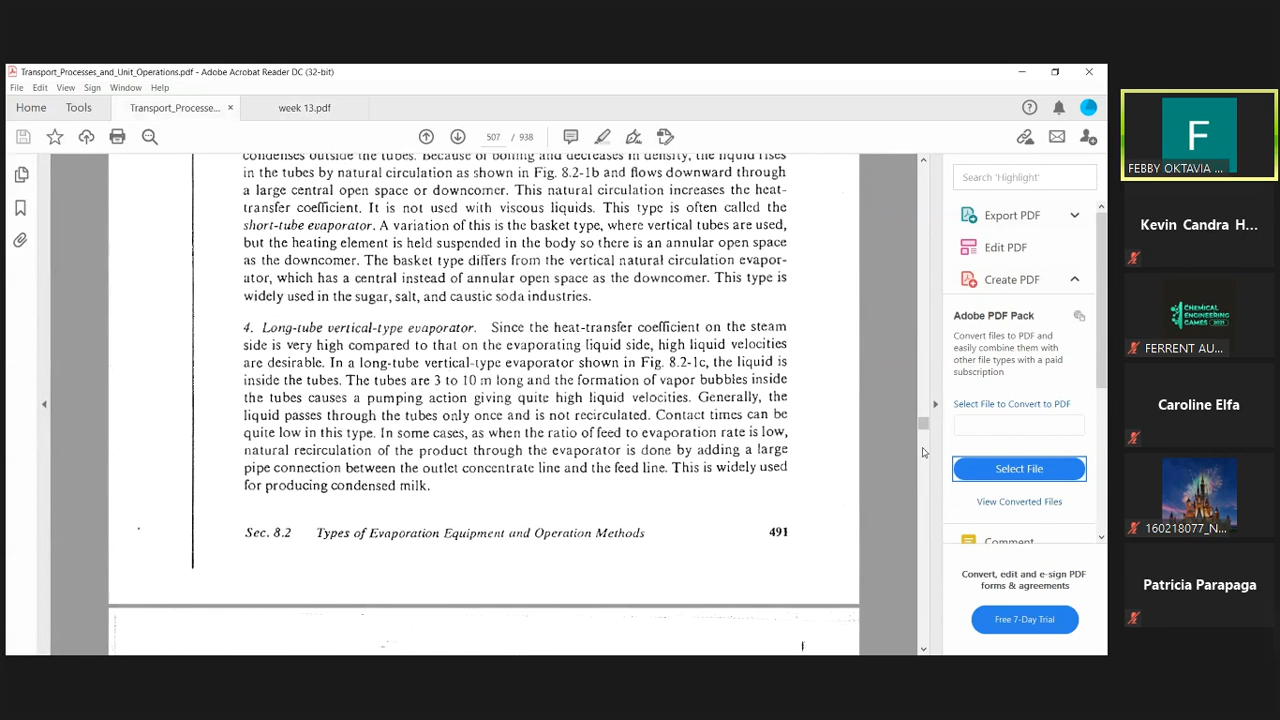 Transport_Processes_and_Unit_Operations.pdf - Adobe Acrobat Reader DC (32-bit)
File Edit View Sign Window Help
Home Tools Transport_Processe... × week 13.pdf
507 / 938
condenses outside the tubes. Because of boiling and decreases in density, the liquid rises
in the tubes by natural circulation as shown in Fig. 8.2-1b and flows downward through
a large central open space or downcomer. This natural circulation increases the heat-
transfer coefficient. It is not used with viscous liquids. This type is often called the
short-tube evaporator. A variation of this is the basket type, where vertical tubes are used,
but the heating element is held suspended in the body so there is an annular open space
as the downcomer. The basket type differs from the vertical natural circulation evapor-
ator, which has a central instead of annular open space as the downcomer. This type is
widely used in the sugar, salt, and caustic soda industries.
4. Long-tube vertical-type evaporator. Since the heat-transfer coefficient on the steam
side is very high compared to that on the evaporating liquid side, high liquid velocities
are desirable. In a long-tube vertical-type evaporator shown in Fig. 8.2-1c, the liquid is
inside the tubes. The tubes are 3 to 10 m long and the formation of vapor bubbles inside
the tubes causes a pumping action giving quite high liquid velocities. Generally, the
liquid passes through the tubes only once and is not recirculated. Contact times can be
quite low in this type. In some cases, as when the ratio of feed to evaporation rate is low,
natural recirculation of the product through the evaporator is done by adding a large
pipe connection between the outlet concentrate line and the feed line. This is widely used
for producing condensed milk.
Sec. 8.2 Types of Evaporation Equipment and Operation Methods 491
Search 'Highlight'
Export PDF
Edit PDF
Create PDF
Adobe PDF Pack
Convert files to PDF and
easily combine them with
other file types with a paid
subscription
Select File to Convert to PDF
Select File
View Converted Files
Comment
Convert, edit and e-sign PDF
forms & agreements
Free 7-Day Trial
F
FEBBY OKTAVIA ...
Kevin Candra H...
CHEMICAL
ENGINEERING
GAMES
2021
FERRENT AU...
Caroline Elfa
160218077_N...
Patricia Parapaga